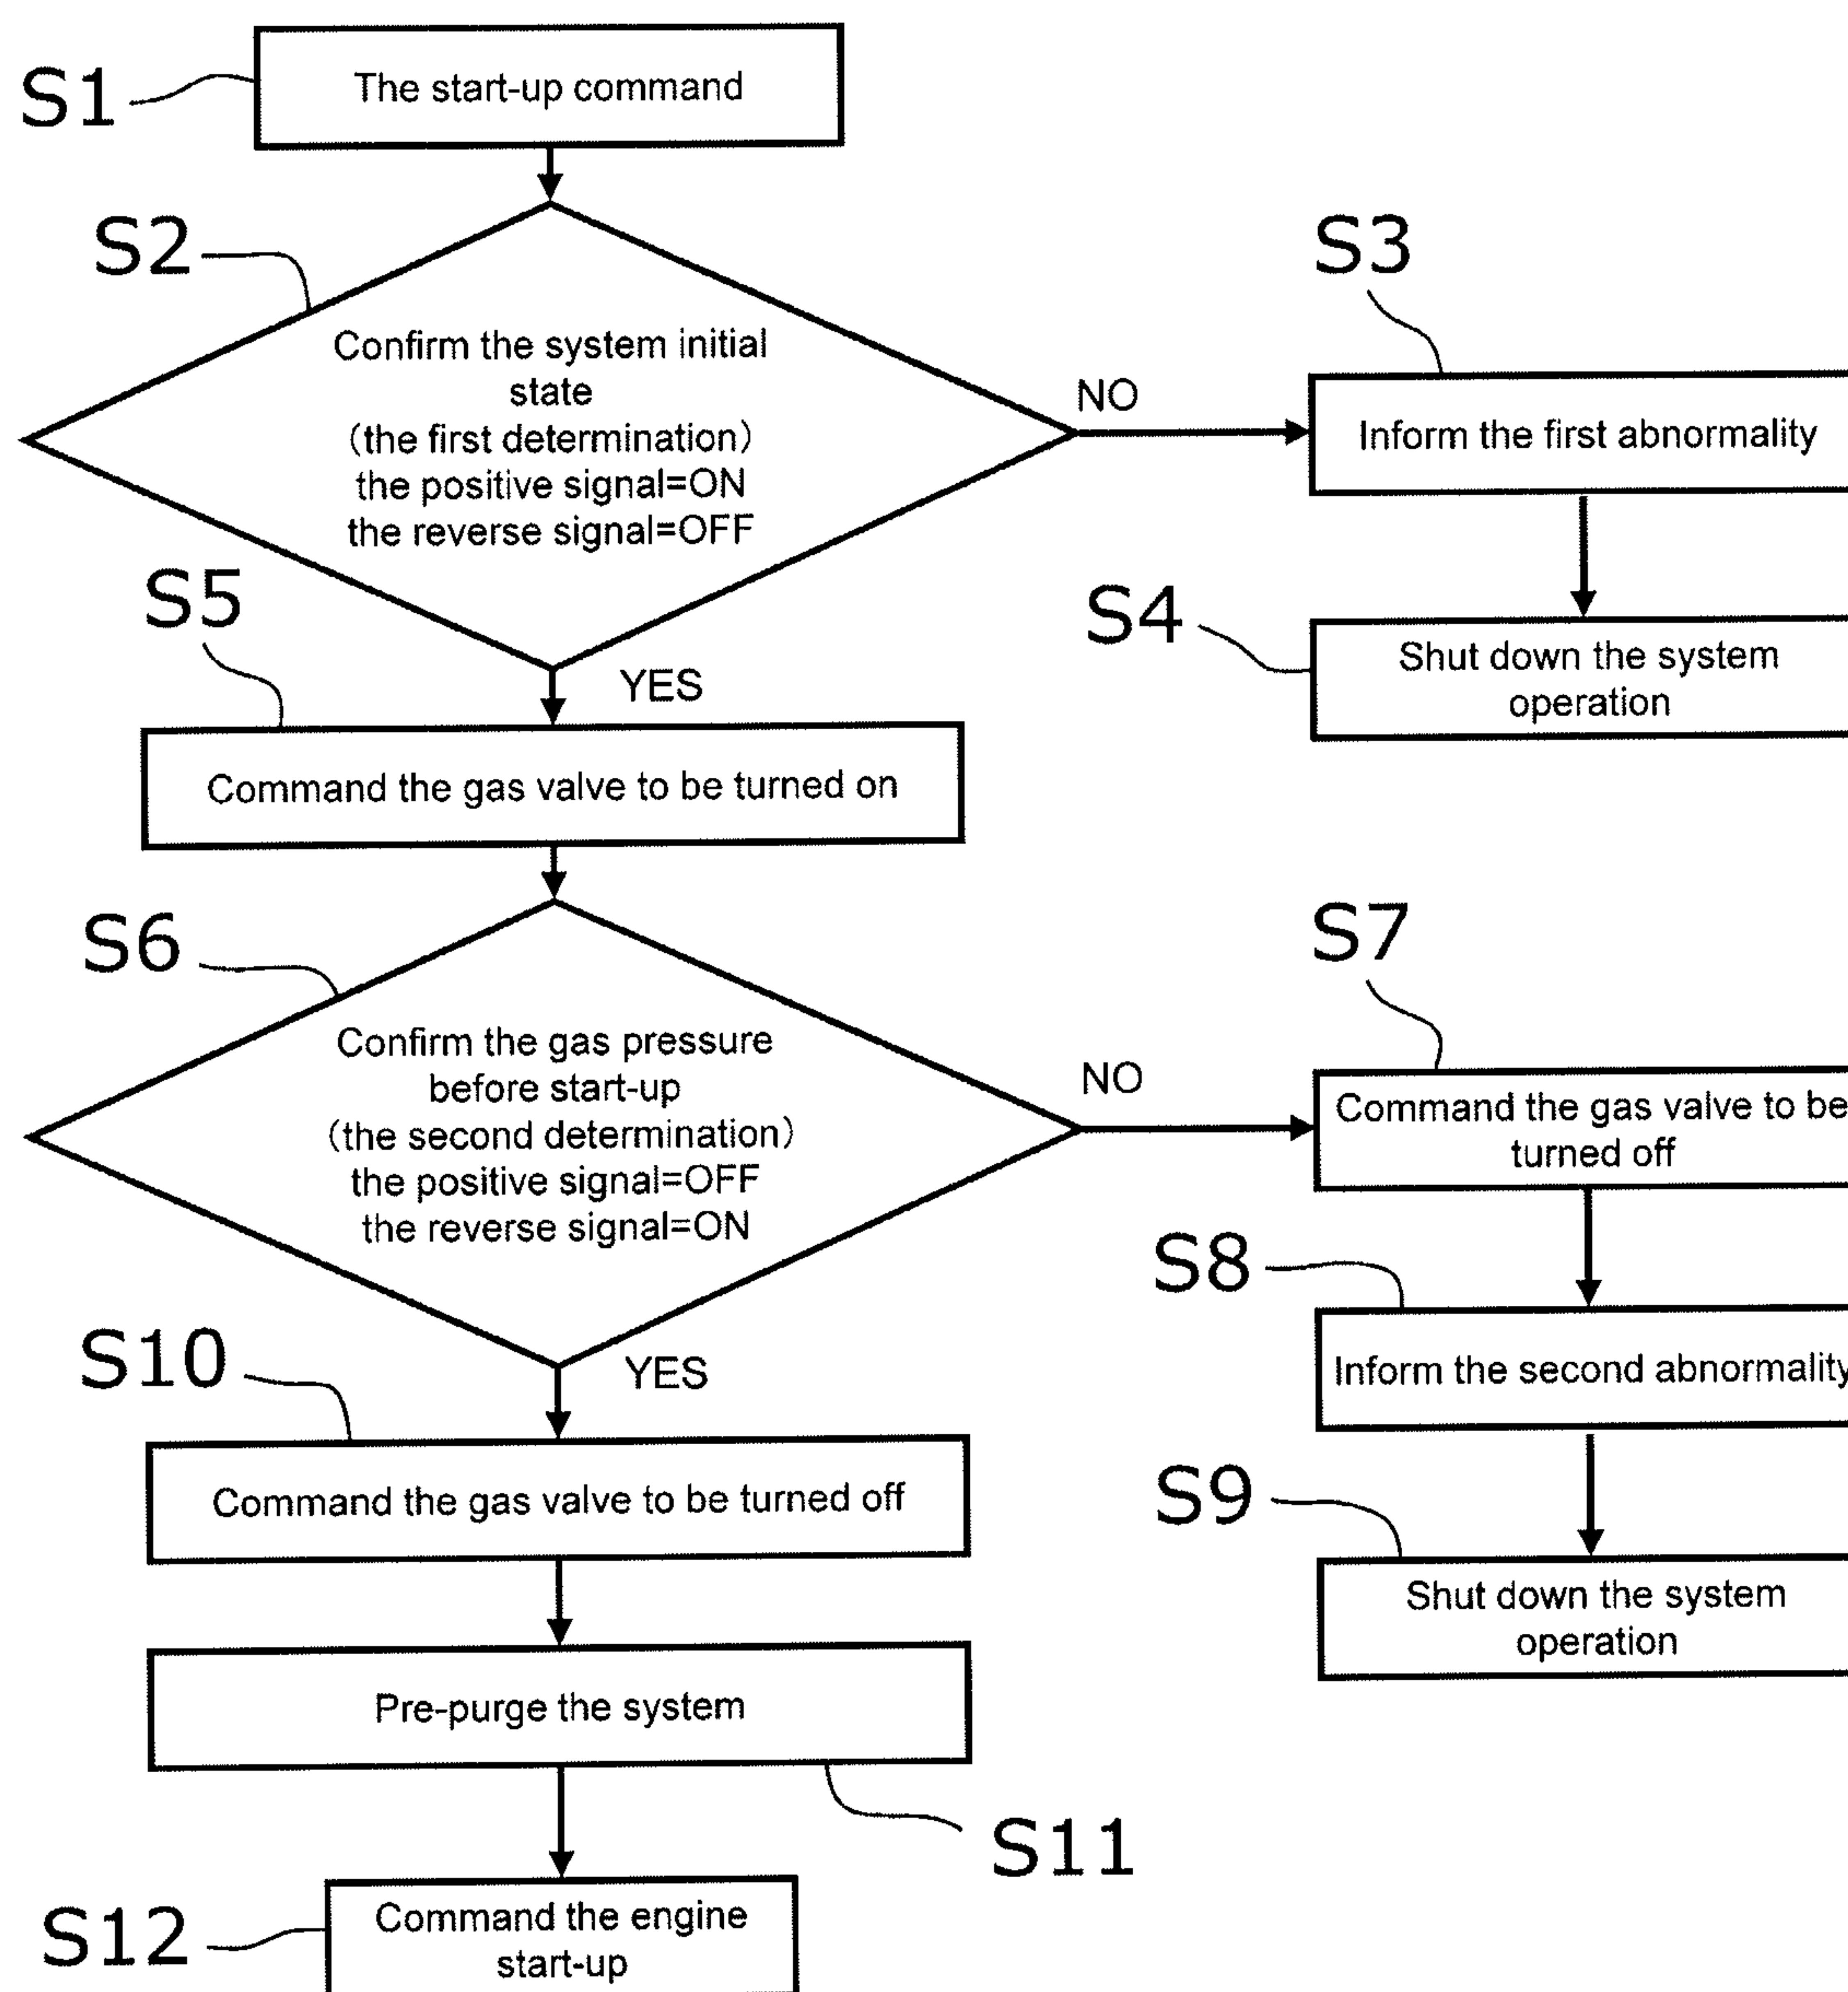 S1
The start-up command
S2
Confirm the system initial
state
(the first determination)
the positive signal=ON
the reverse signal=OFF
NO
S3
Inform the first abnormality
S4
Shut down the system
operation
YES
S5
Command the gas valve to be turned on
S6
Confirm the gas pressure
before start-up
(the second determination)
the positive signal=OFF
the reverse signal=ON
NO
S7
Command the gas valve to be
turned off
S8
Inform the second abnormality
S9
Shut down the system
operation
YES
S10
Command the gas valve to be turned off
Pre-purge the system
S11
S12
Command the engine
start-up